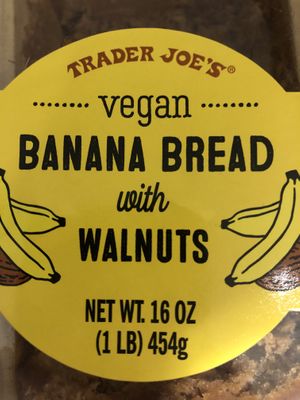 TRADER JOE'S®
vegan
BANANA BREAD
with
WALNUTS
NET WT. 16 OZ
(1 LB) 454g